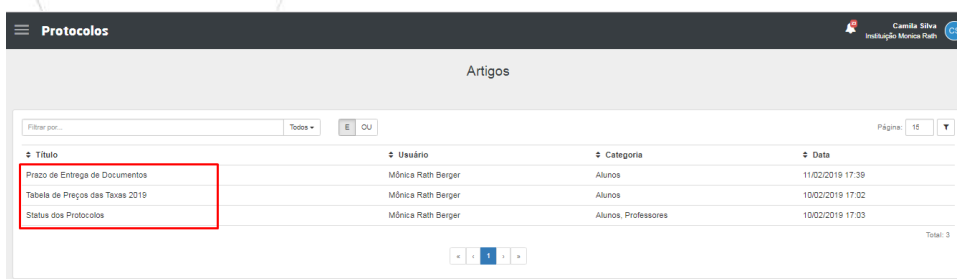 Protocolos
Camila Silva
Instituição Monica Rath
CS
Artigos
Filtrar por... Todos E OU Página: 15
Título Usuário Categoria Data
Prazo de Entrega de Documentos Mônica Rath Berger Alunos 11/02/2019 17:39
Tabela de Preços das Taxas 2019 Mônica Rath Berger Alunos 10/02/2019 17:02
Status dos Protocolos Mônica Rath Berger Alunos, Professores 10/02/2019 17:03
Total: 3
« ‹ 1 › »